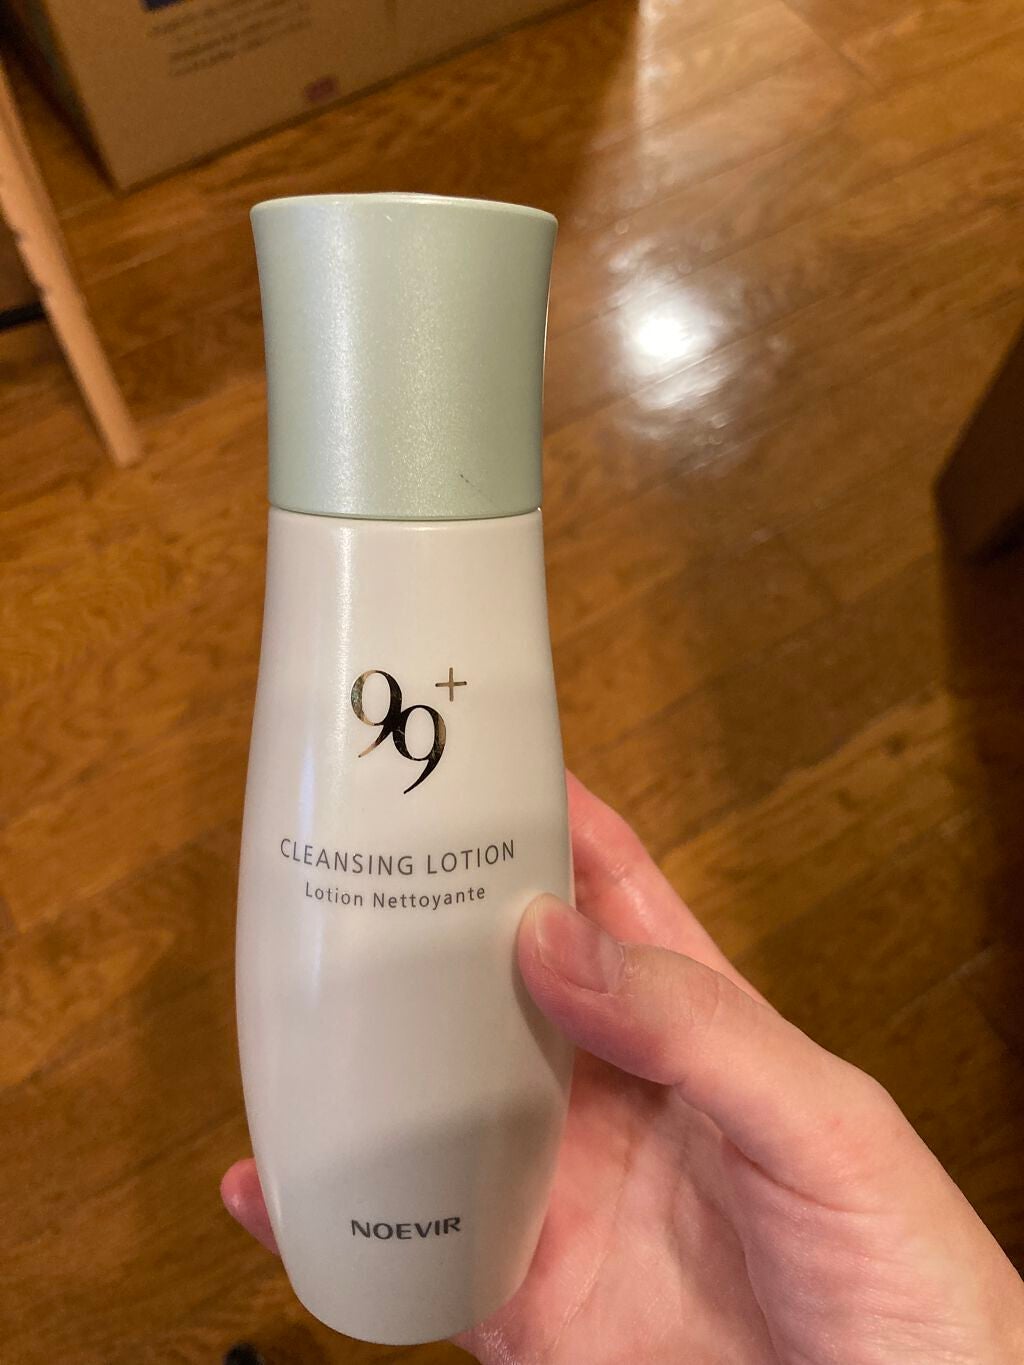 99+
CLEANSING LOTION
Lotion Nettoyante
NOEVIR